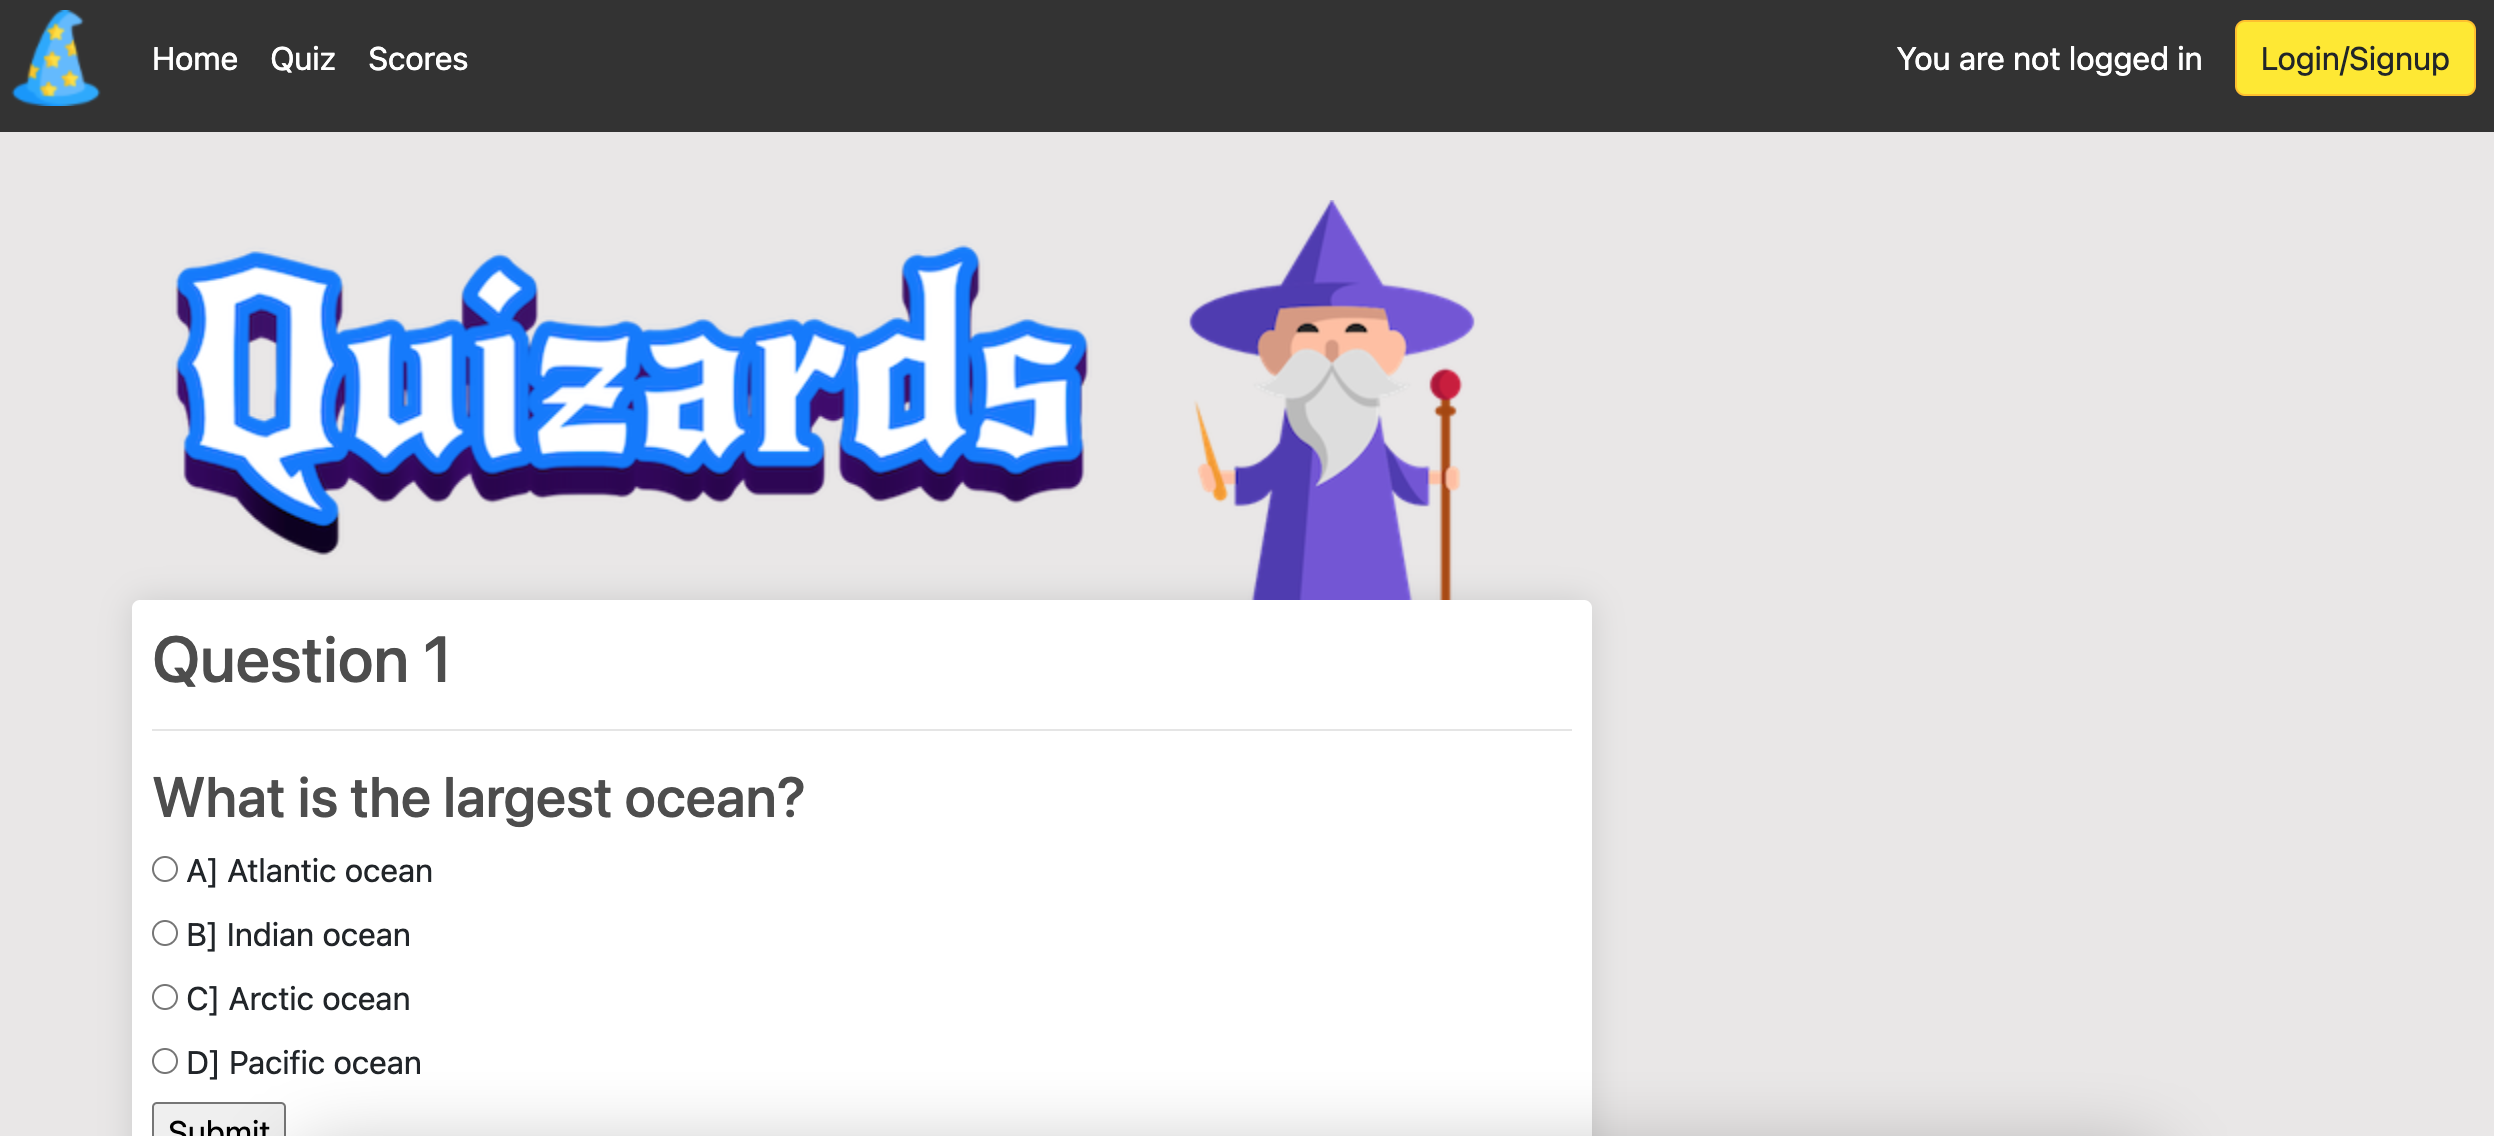 Home Quiz Scores You are not logged in Login/Signup
Quizards
Question 1
What is the largest ocean?
A] Atlantic ocean
B] Indian ocean
C] Arctic ocean
D] Pacific ocean
Submit